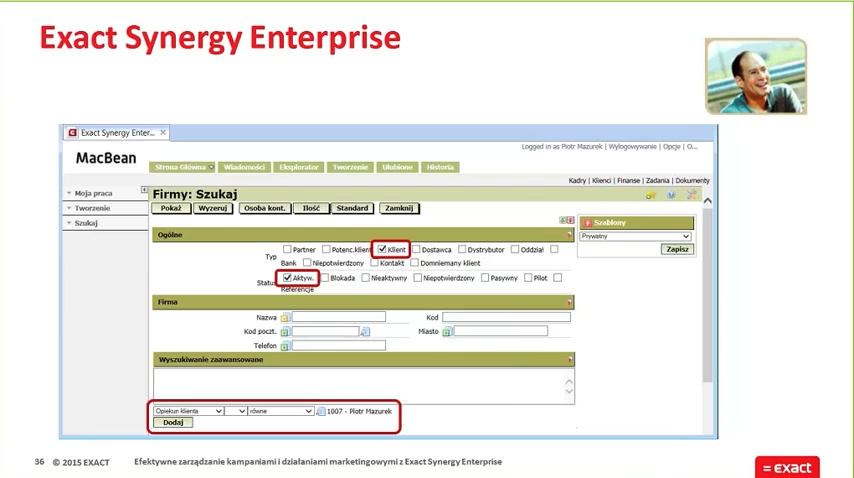 Exact Synergy Enterprise
Exact Synergy Enter...
Logged in as Piotr Mazurek | Wylogowywanie | Opcje | O...
MacBean
Strona Główna Wiadomości Eksplorator Tworzenie Ulubione Historia
Kadry | Klienci | Finanse | Zadania | Dokumenty
Moja praca
Tworzenie
Szukaj
Firmy: Szukaj
Pokaż Wyzeruj Osoba kont. Ilość Standard Zamknij
Szablony
Prywatny
Zapisz
Ogólne
Typ Partner Potenc.klient Klient Dostawca Dystrybutor Oddział
Bank Niepotwierdzony Kontakt Domniemany klient
Status Aktyw. Blokada Nieaktywny Niepotwierdzony Pasywny Pilot
Referencje
Firma
Nazwa Kod
Kod poczt. Miasto
Telefon
Wyszukiwanie zaawansowane
Opiekun klienta równe 1007 - Piotr Mazurek
Dodaj
36 © 2015 EXACT Efektywne zarządzanie kampaniami i działaniami marketingowymi z Exact Synergy Enterprise
= exact